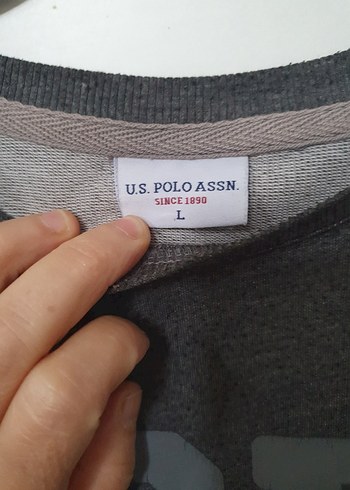 U.S. POLO ASSN.
SINCE 1890
L